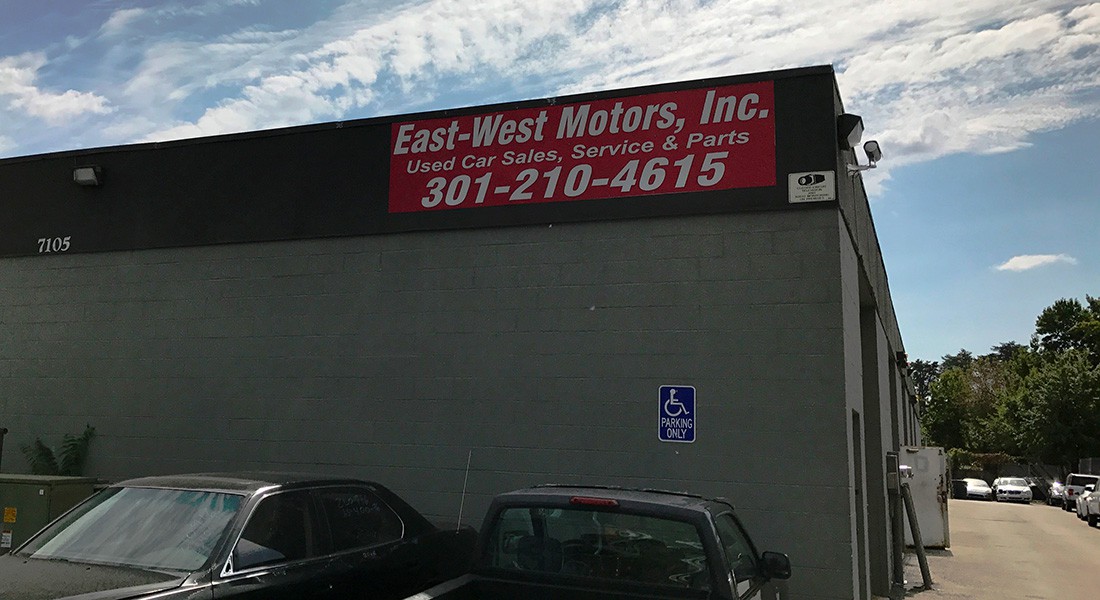 East-West Motors, Inc.
Used Car Sales, Service & Parts
301-210-4615
7105
PARKING
ONLY